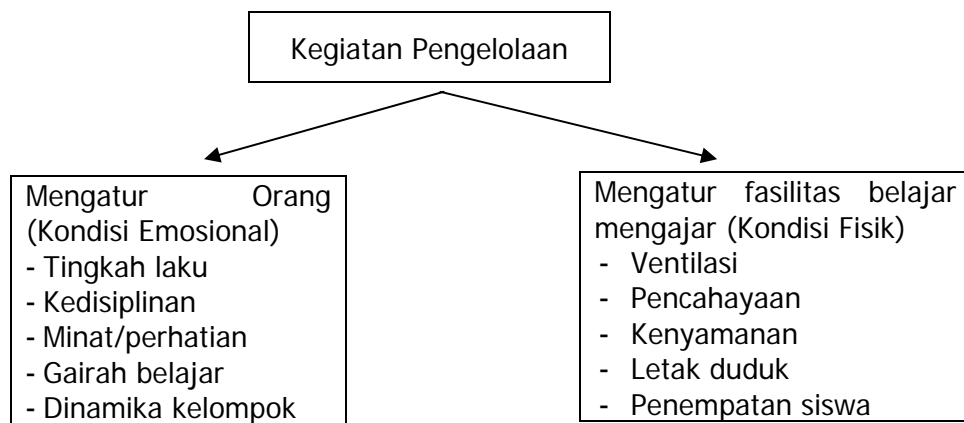 Kegiatan Pengelolaan
Mengatur Orang
(Kondisi Emosional)
- Tingkah laku
- Kedisiplinan
- Minat/perhatian
- Gairah belajar
- Dinamika kelompok
Mengatur fasilitas belajar
mengajar (Kondisi Fisik)
- Ventilasi
- Pencahayaan
- Kenyamanan
- Letak duduk
- Penempatan siswa